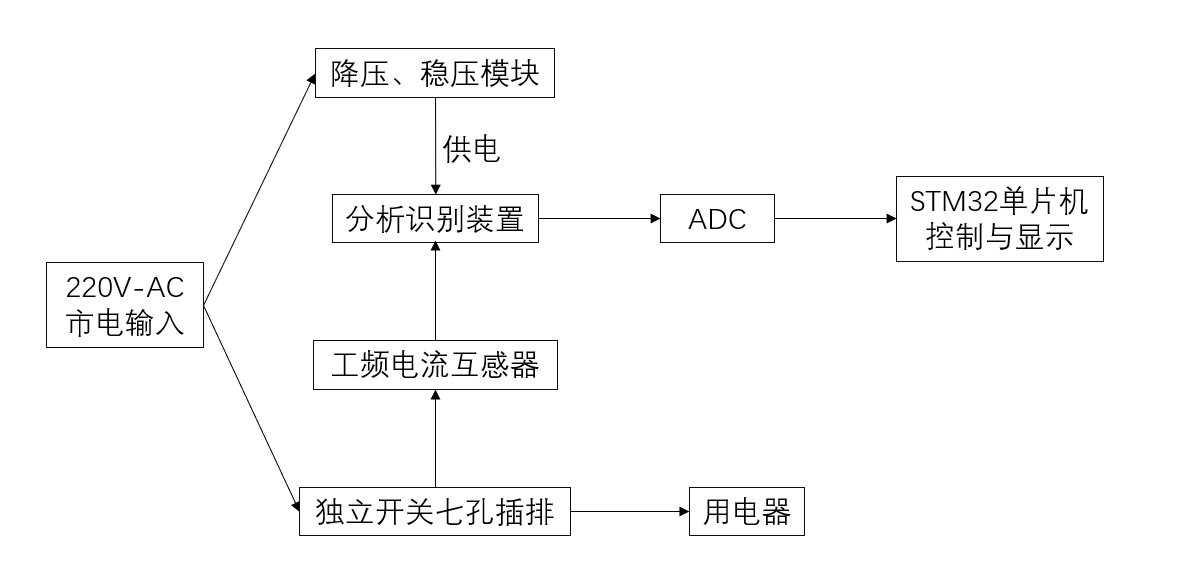 降压、稳压模块
供电
分析识别装置
ADC
STM32单片机
控制与显示
220V-AC
市电输入
工频电流互感器
独立开关七孔插排
用电器